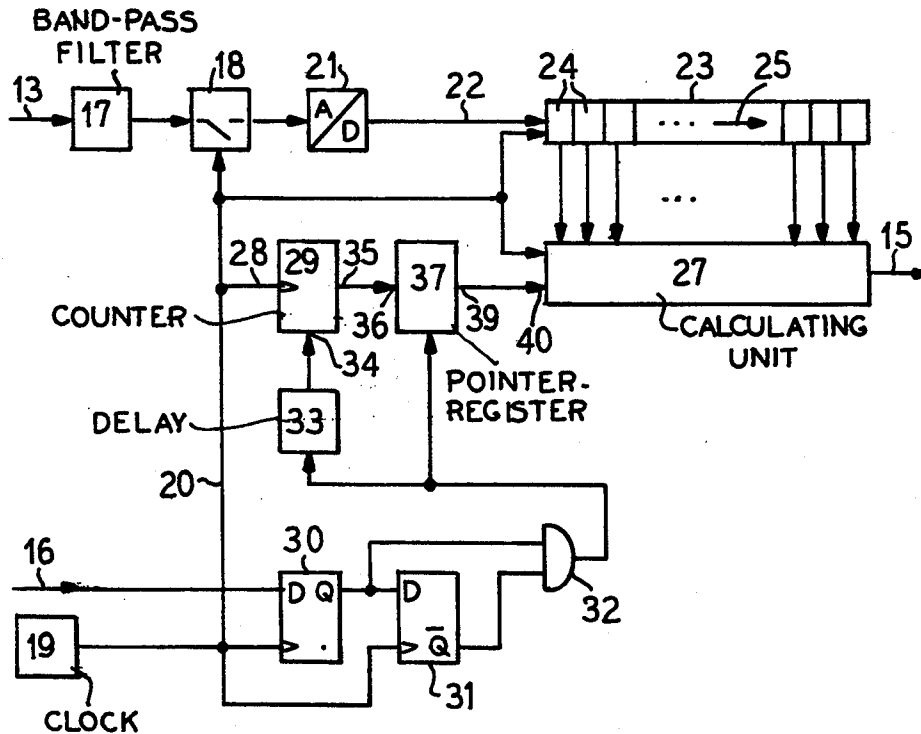 BAND-PASS
FILTER
13
17
18
21
A
D
22
24
23
25
...
...
28
29
35
36
37
39
40
27
15
COUNTER
34
CALCULATING
UNIT
POINTER-
REGISTER
DELAY
33
20
16
30
D Q
D
Q̅
31
32
19
CLOCK